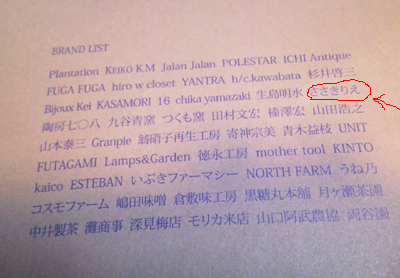 BRAND LIST
Plantation KEIKO K.M Jalan Jalan POLESTAR ICHI Antique
FUGA FUGA hiro w closet YANTRA h/c.kawabata 杉井啓三
Bijoux Kei KASAMORI 16 chika yamazaki 生島明水 ささきりえ
陶房七〇八 九谷青窯 つくも窯 田村文宏 榛澤宏 山田浩之
山本泰三 Granpie 翁硝子再生工房 寄神宗美 青木益枝 UNIT
FUTAGAMI Lamps&Garden 徳永工房 mother tool KINTO
kaico ESTEBAN いぶきファーマシー NORTH FARM うね乃
コスモファーム 嶋田味噌 倉敷味工房 黒糖丸本舗 月ヶ瀬茶園
中井製茶 灘商事 深見梅店 モリカ米店 山口阿武農協 両谷園